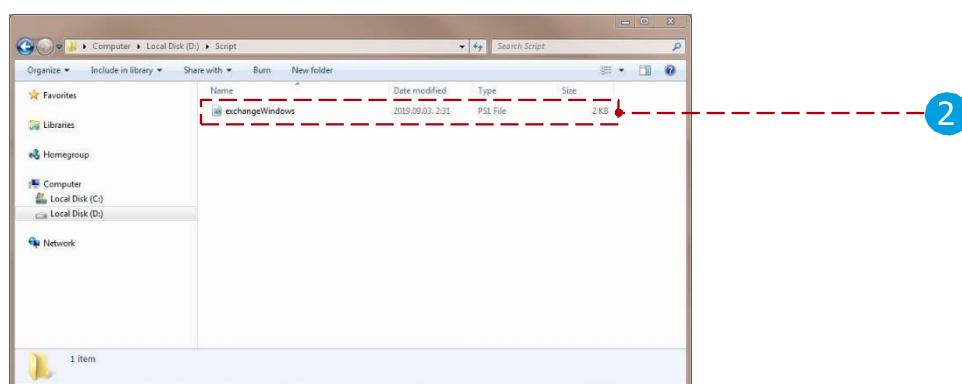 Computer Local Disk (D:) Script
Search Script
Organize Include in library Share with Burn New folder
Name Date modified Type Size
Favorites
exchangeWindows 2019.09.03. 2:31 PS1 File 2 KB
2
Libraries
Homegroup
Computer
Local Disk (C:)
Local Disk (D:)
Network
1 item